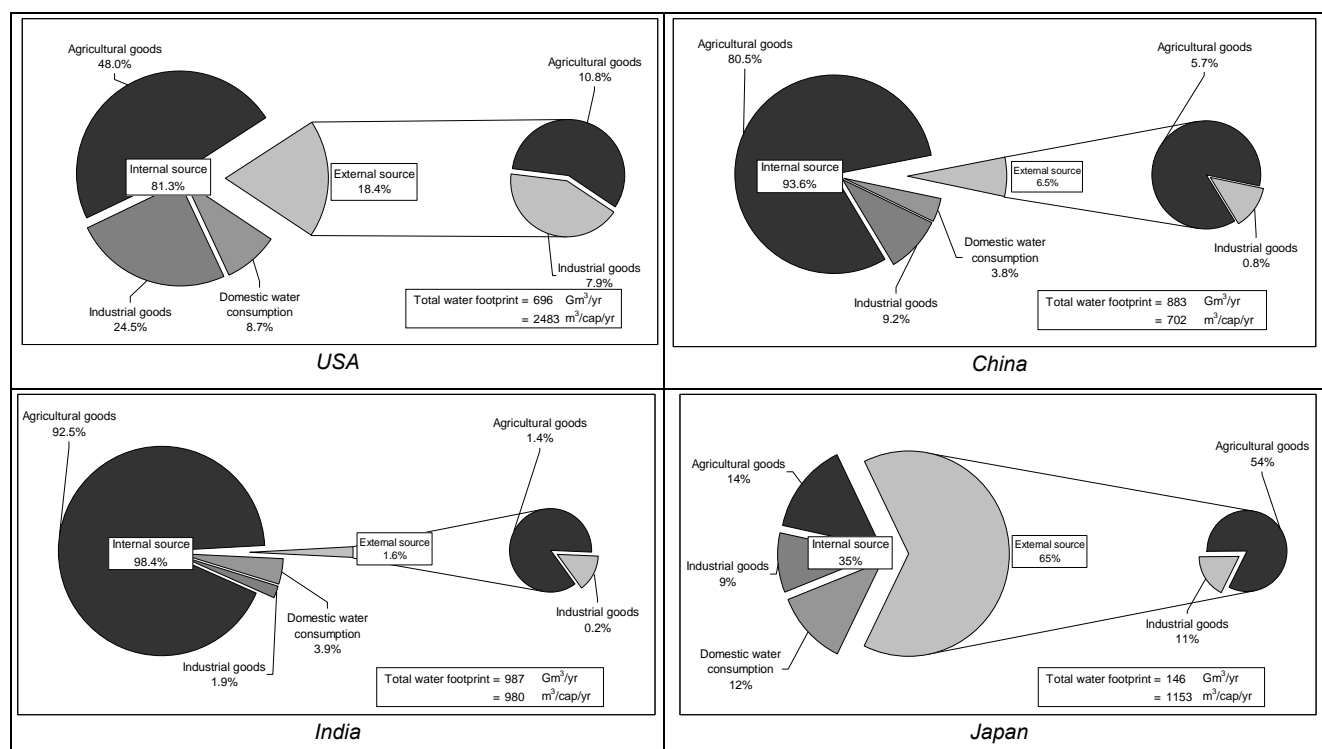 Agricultural goods
48.0%
Agricultural goods
10.8%
Internal source
81.3%
External source
18.4%
Industrial goods
7.9%
Domestic water
consumption
8.7%
Industrial goods
24.5%
Total water footprint = 696 Gm³/yr
= 2483 m³/cap/yr
USA
Agricultural goods
80.5%
Agricultural goods
5.7%
Internal source
93.6%
External source
6.5%
Domestic water
consumption
3.8%
Industrial goods
0.8%
Industrial goods
9.2%
Total water footprint = 883 Gm³/yr
= 702 m³/cap/yr
China
Agricultural goods
92.5%
Agricultural goods
1.4%
Internal source
98.4%
External source
1.6%
Industrial goods
0.2%
Domestic water
consumption
3.9%
Industrial goods
1.9%
Total water footprint = 987 Gm³/yr
= 980 m³/cap/yr
India
Agricultural goods
14%
Agricultural goods
54%
Internal source
35%
External source
65%
Industrial goods
9%
Industrial goods
11%
Domestic water
consumption
12%
Total water footprint = 146 Gm³/yr
= 1153 m³/cap/yr
Japan